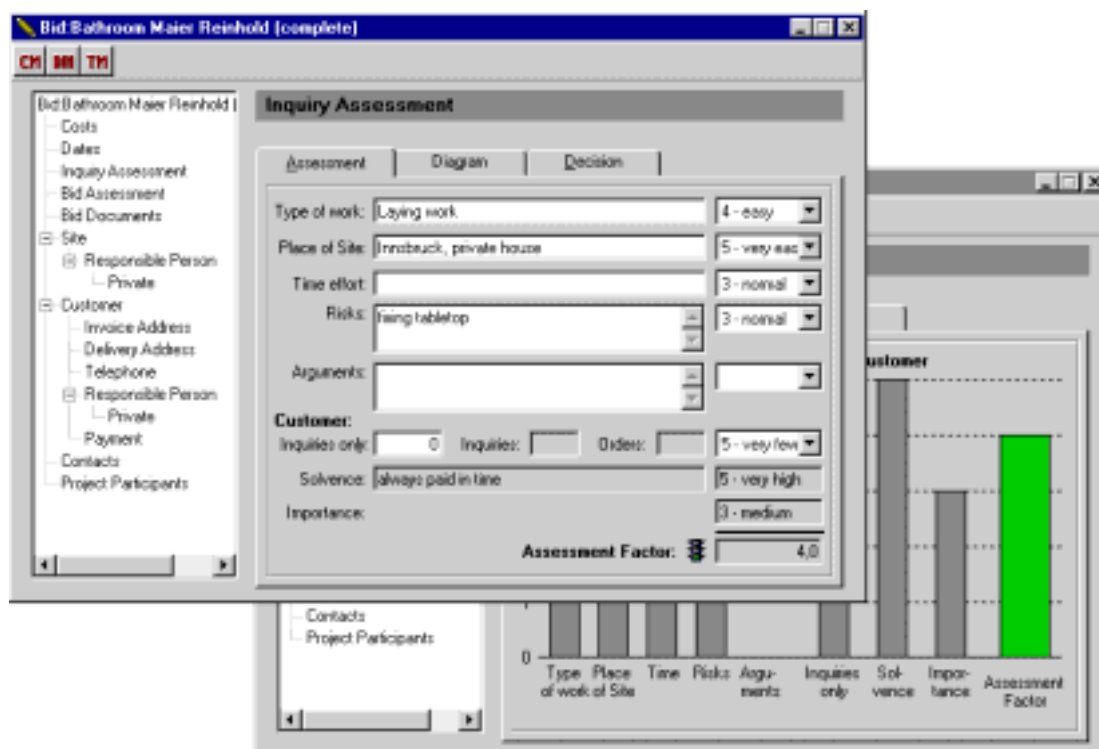 Bid:Bathroom Maier Reinhold (complete)
CM BM TM
Bid:Bathroom Maier Reinhold (
Costs
Dates
Inquiry Assessment
Bid Assessment
Bid Documents
Site
Responsible Person
Private
Customer
Invoice Address
Delivery Address
Telephone
Responsible Person
Private
Payment
Contacts
Project Participants
Inquiry Assessment
Assessment Diagram Decision
Type of work: Laying work 4 - easy
Place of Site: Innsbruck, private house 5 - very eas
Time effort: 3 - normal
Risks: fixing tabletop 3 - normal
Arguments:
Customer:
Inquiries only: 0 Inquiries: Orders: 5 - very few
Solvence: always paid in time 5 - very high
Importance: 3 - medium
Assessment Factor: 4,0
ustomer
Contacts
Project Participants
1
0
Type of work
Place of Site
Time
Risks
Argu-
ments
Inquiries
only
Sol-
vence
Impor-
tance
Assessment
Factor